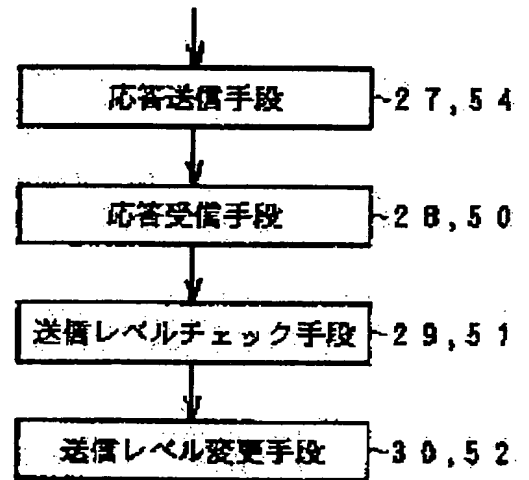 応答送信手段 ~27,54
応答受信手段 ~28,50
送信レベルチェック手段 ~29,51
送信レベル変更手段 ~30,52